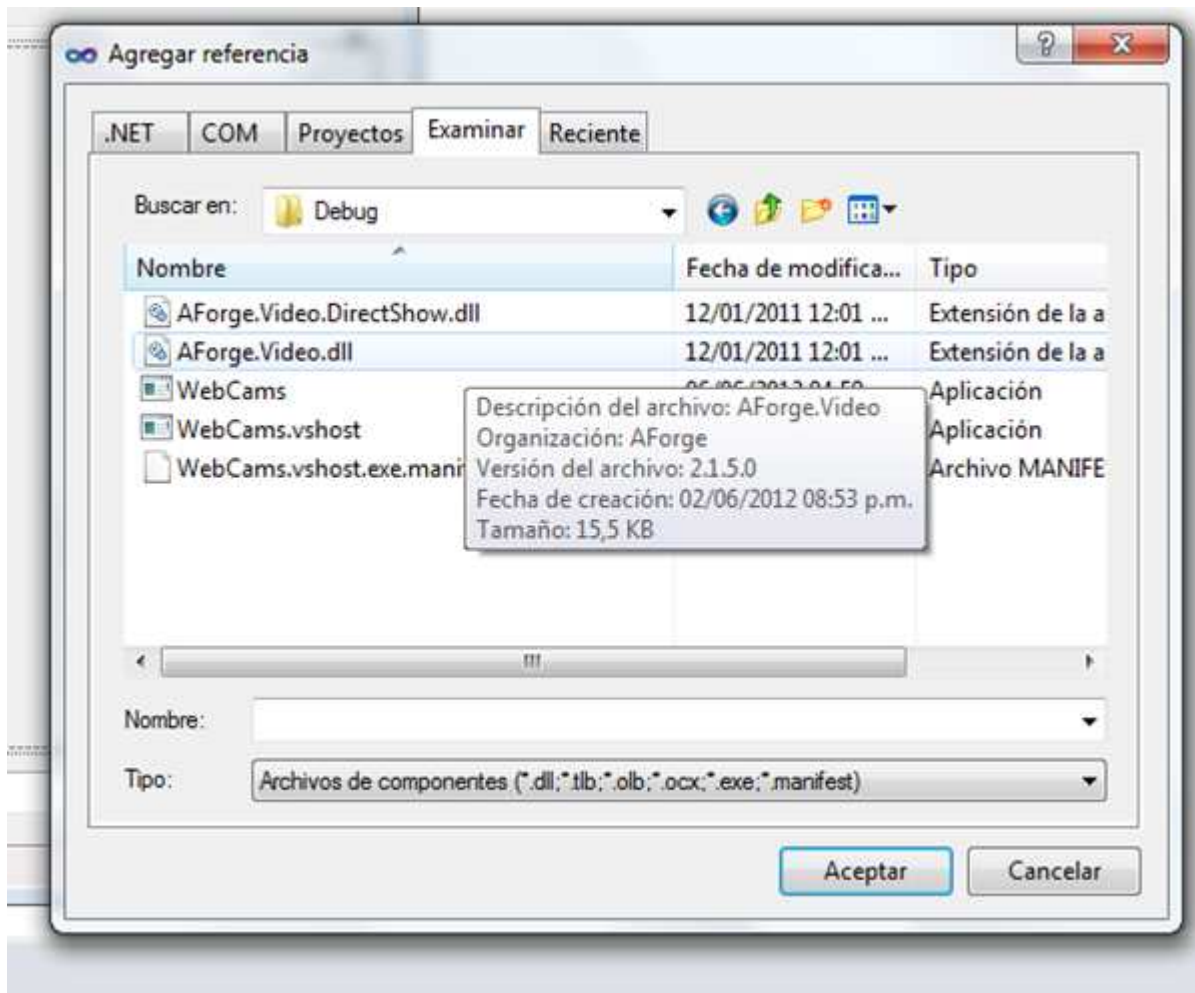 Agregar referencia
.NET COM Proyectos Examinar Reciente
Buscar en: Debug
Nombre Fecha de modifica... Tipo
AForge.Video.DirectShow.dll 12/01/2011 12:01 ... Extensión de la a
AForge.Video.dll 12/01/2011 12:01 ... Extensión de la a
WebCams Aplicación
WebCams.vshost Aplicación
WebCams.vshost.exe.mani Archivo MANIFE
Descripción del archivo: AForge.Video
Organización: AForge
Versión del archivo: 2.1.5.0
Fecha de creación: 02/06/2012 08:53 p.m.
Tamaño: 15,5 KB
Nombre:
Tipo: Archivos de componentes (*.dll;*.tlb;*.olb;*.ocx;*.exe;*.manifest)
Aceptar Cancelar